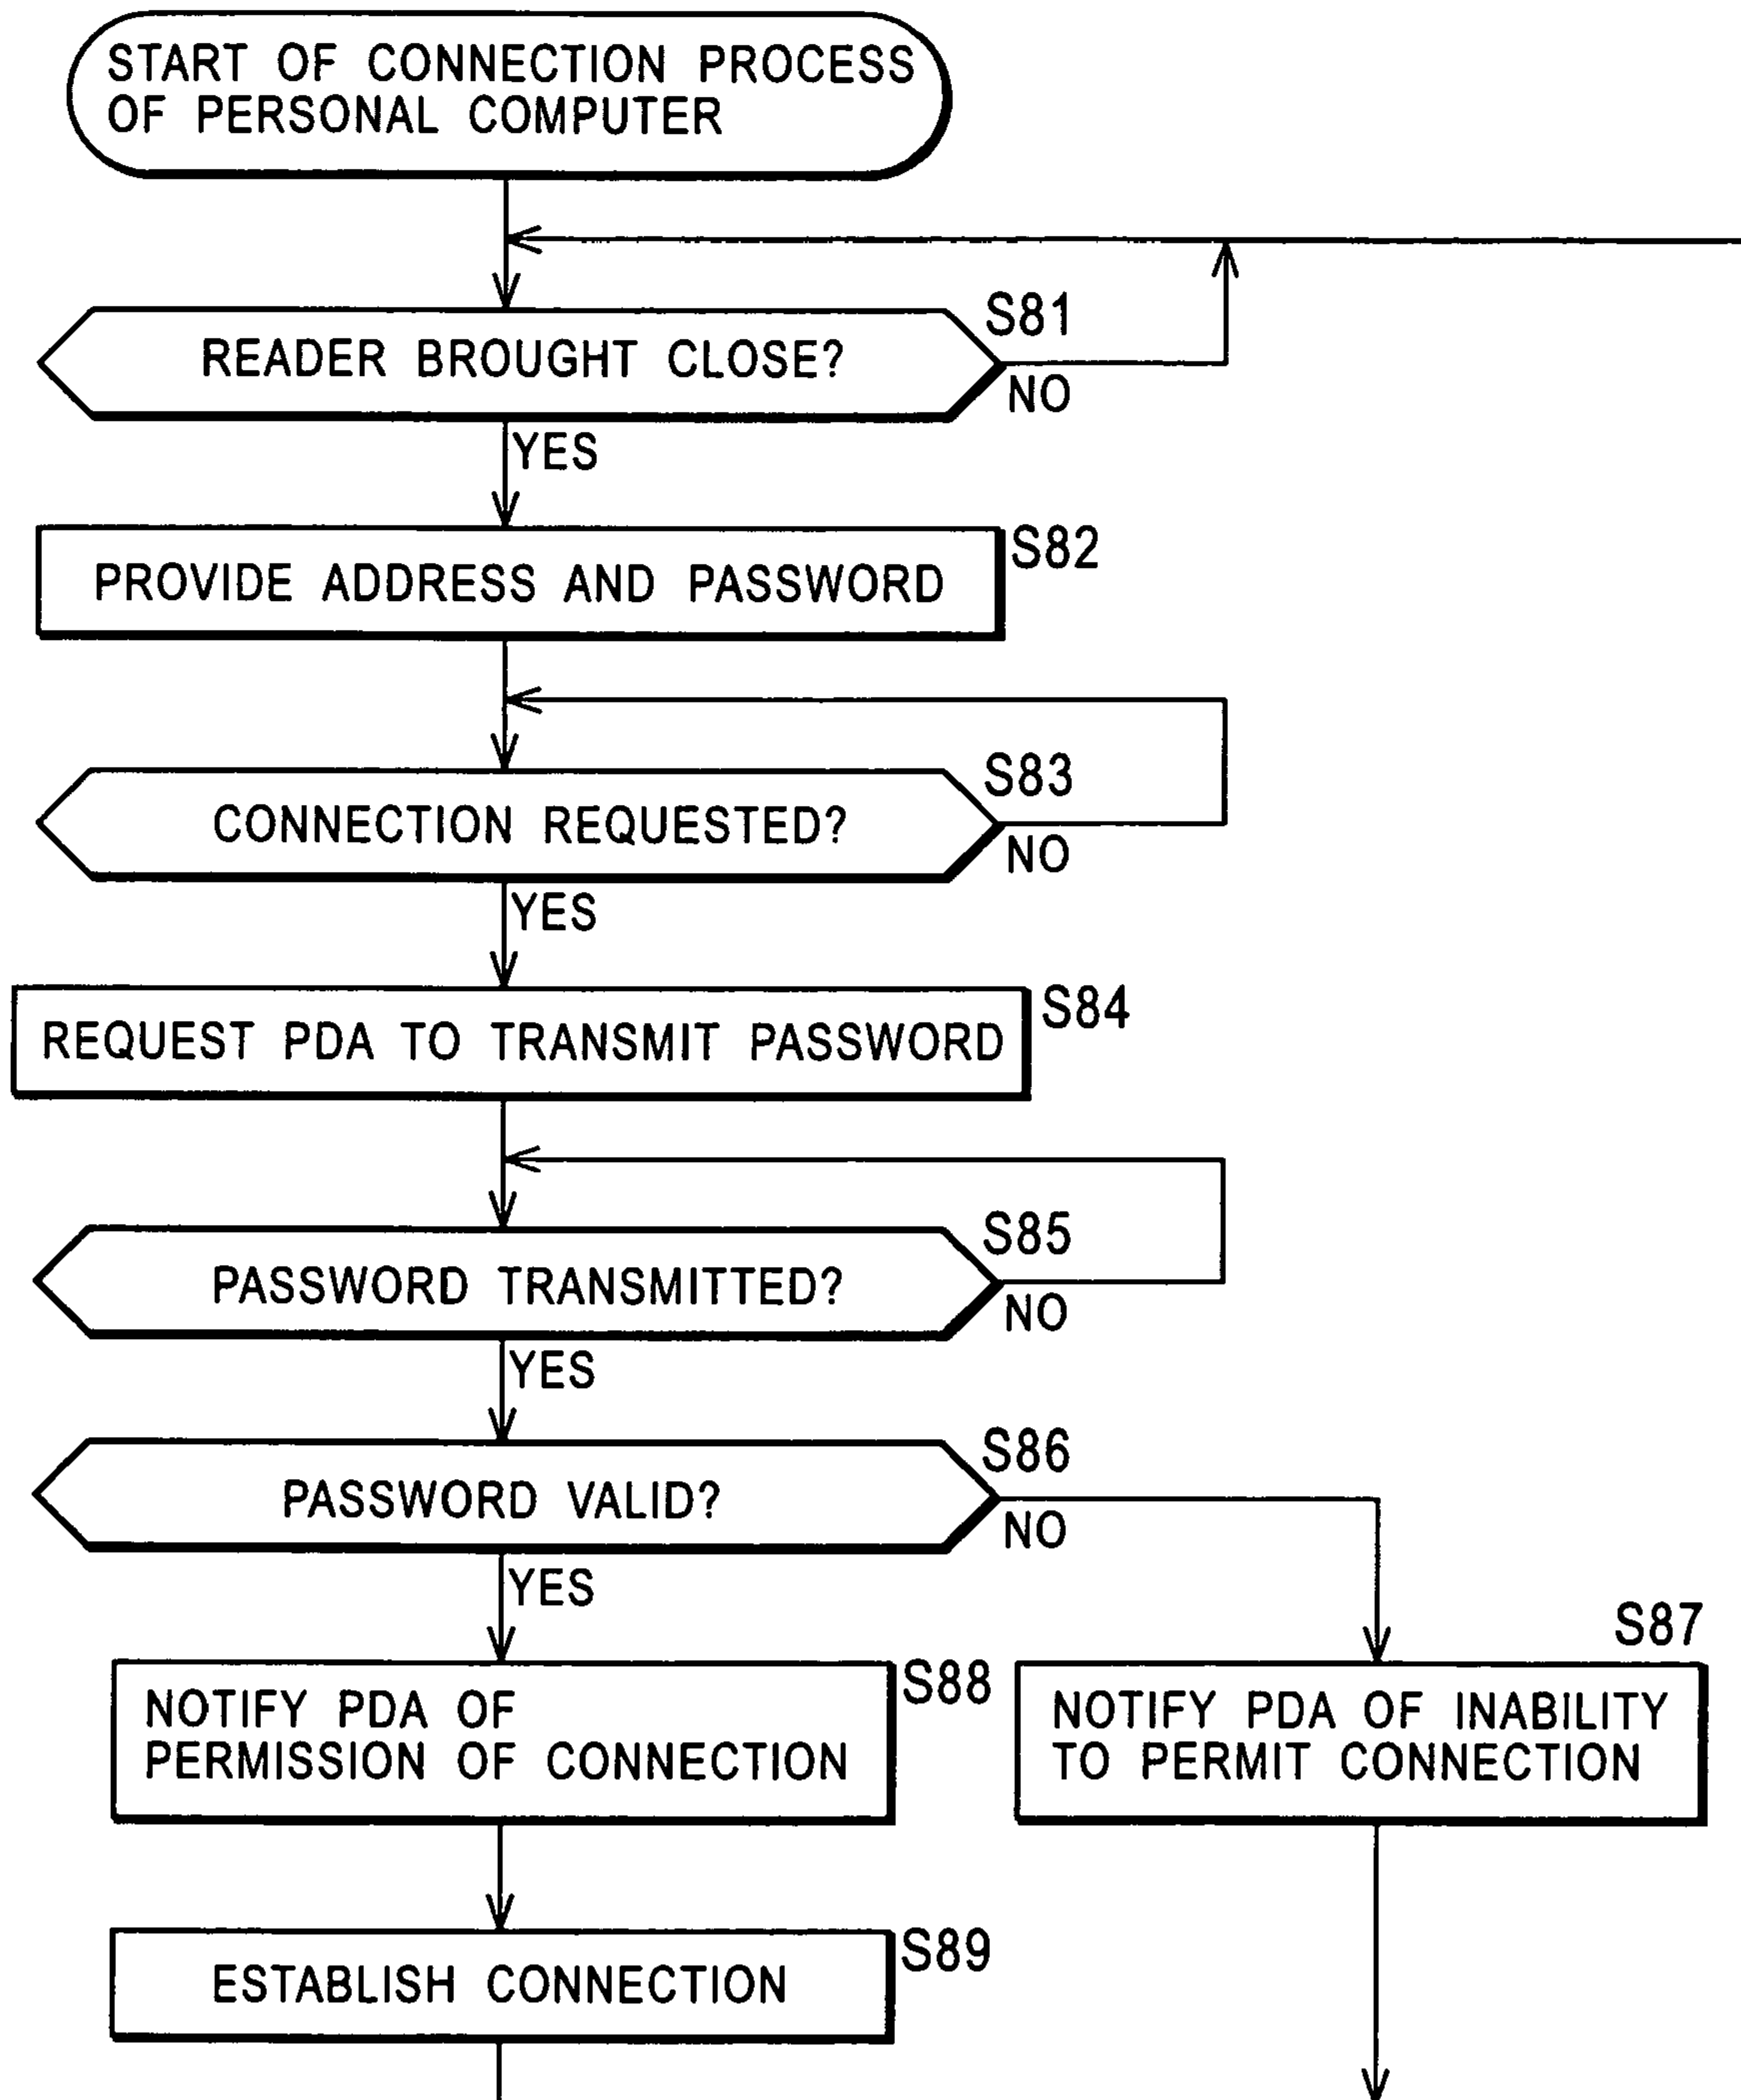 START OF CONNECTION PROCESS
OF PERSONAL COMPUTER
S81
READER BROUGHT CLOSE?
NO
YES
S82
PROVIDE ADDRESS AND PASSWORD
S83
CONNECTION REQUESTED?
NO
YES
S84
REQUEST PDA TO TRANSMIT PASSWORD
S85
PASSWORD TRANSMITTED?
NO
YES
S86
PASSWORD VALID?
NO
YES
S88
NOTIFY PDA OF
PERMISSION OF CONNECTION
S87
NOTIFY PDA OF INABILITY
TO PERMIT CONNECTION
S89
ESTABLISH CONNECTION